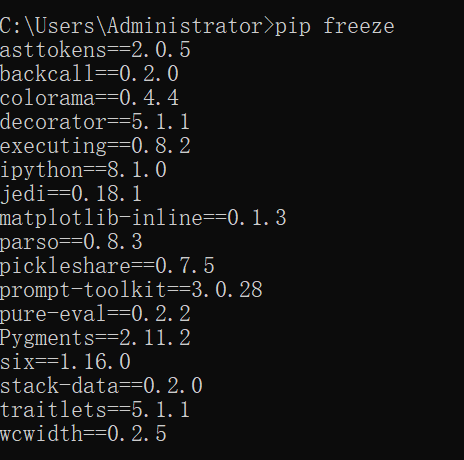 C:\Users\Administrator>pip freeze
asttokens==2.0.5
backcall==0.2.0
colorama==0.4.4
decorator==5.1.1
executing==0.8.2
ipython==8.1.0
jedi==0.18.1
matplotlib-inline==0.1.3
parso==0.8.3
pickleshare==0.7.5
prompt-toolkit==3.0.28
pure-eval==0.2.2
Pygments==2.11.2
six==1.16.0
stack-data==0.2.0
traitlets==5.1.1
wcwidth==0.2.5